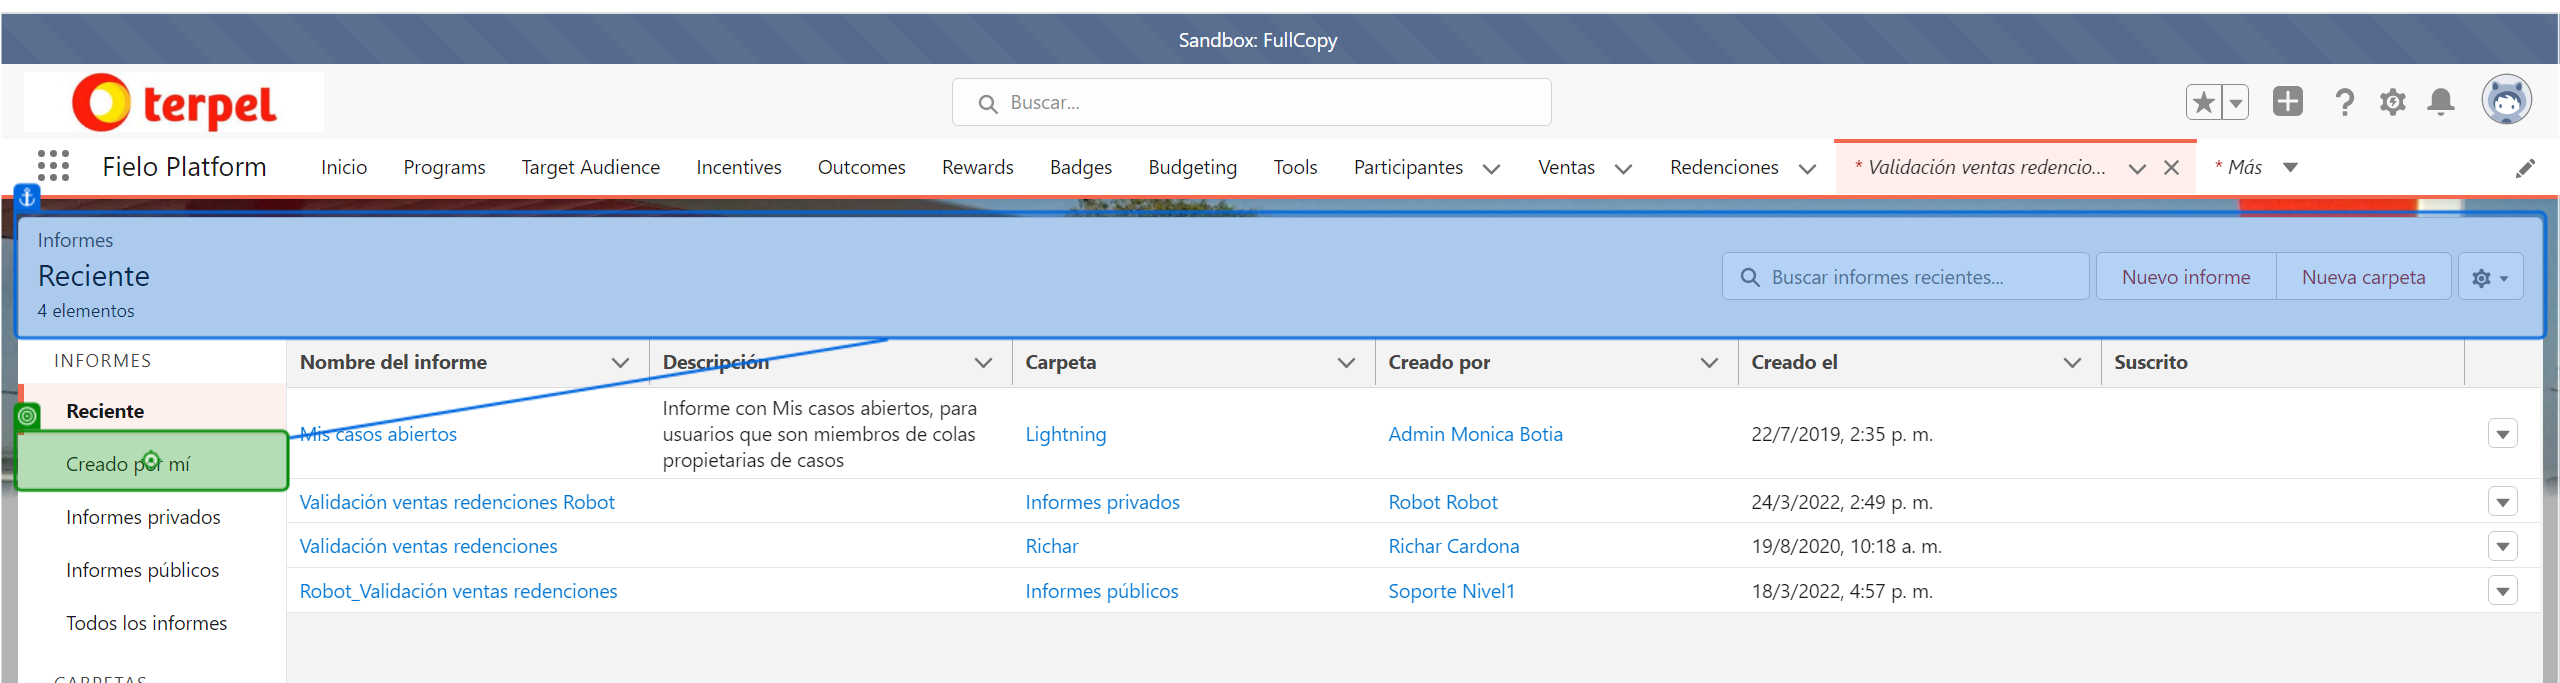 Sandbox: FullCopy
terpel
Buscar...
Fielo Platform
Inicio
Programs
Target Audience
Incentives
Outcomes
Rewards
Badges
Budgeting
Tools
Participantes
Ventas
Redenciones
* Validación ventas redencio...
* Más
Informes
Reciente
4 elementos
Buscar informes recientes...
Nuevo informe
Nueva carpeta
INFORMES
Reciente
Creado por mí
Informes privados
Informes públicos
Todos los informes
CARPETAS
Nombre del informe
Descripción
Carpeta
Creado por
Creado el
Suscrito
Mis casos abiertos
Informe con Mis casos abiertos, para
usuarios que son miembros de colas
propietarias de casos
Lightning
Admin Monica Botia
22/7/2019, 2:35 p. m.
Validación ventas redenciones Robot
Informes privados
Robot Robot
24/3/2022, 2:49 p. m.
Validación ventas redenciones
Richar
Richar Cardona
19/8/2020, 10:18 a. m.
Robot_Validación ventas redenciones
Informes públicos
Soporte Nivel1
18/3/2022, 4:57 p. m.